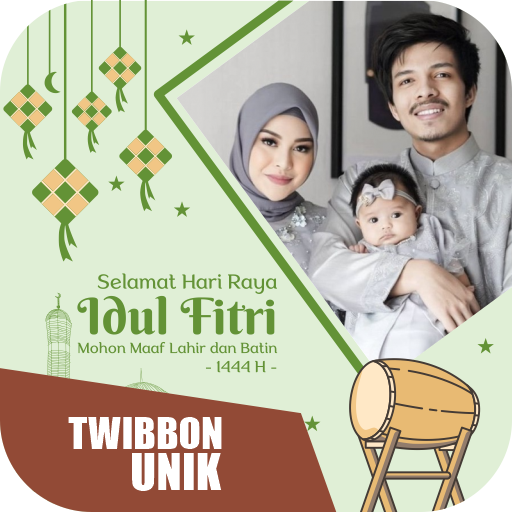 Selamat Hari Raya
Idul Fitri
Mohon Maaf Lahir dan Batin
- 1444 H -
TWIBBON
UNIK